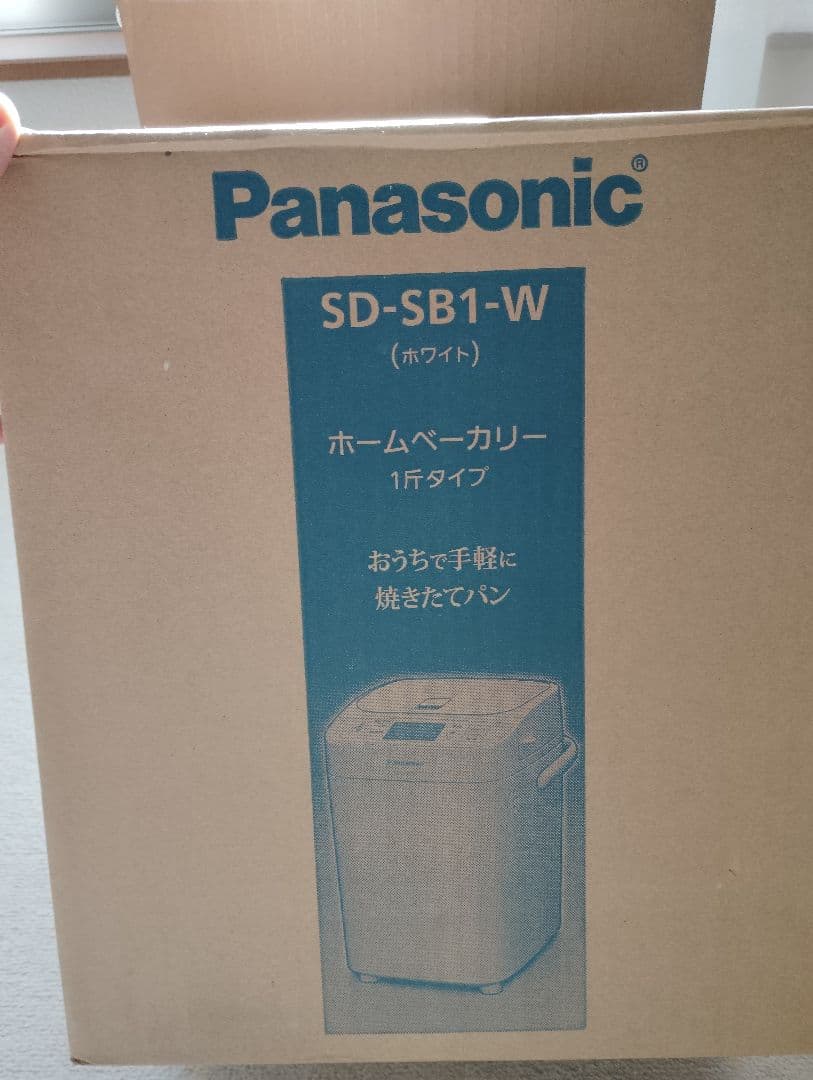 Panasonic®
SD-SB1-W
(ホワイト)
ホームベーカリー
1斤タイプ
おうちで手軽に
焼きたてパン
Panasonic